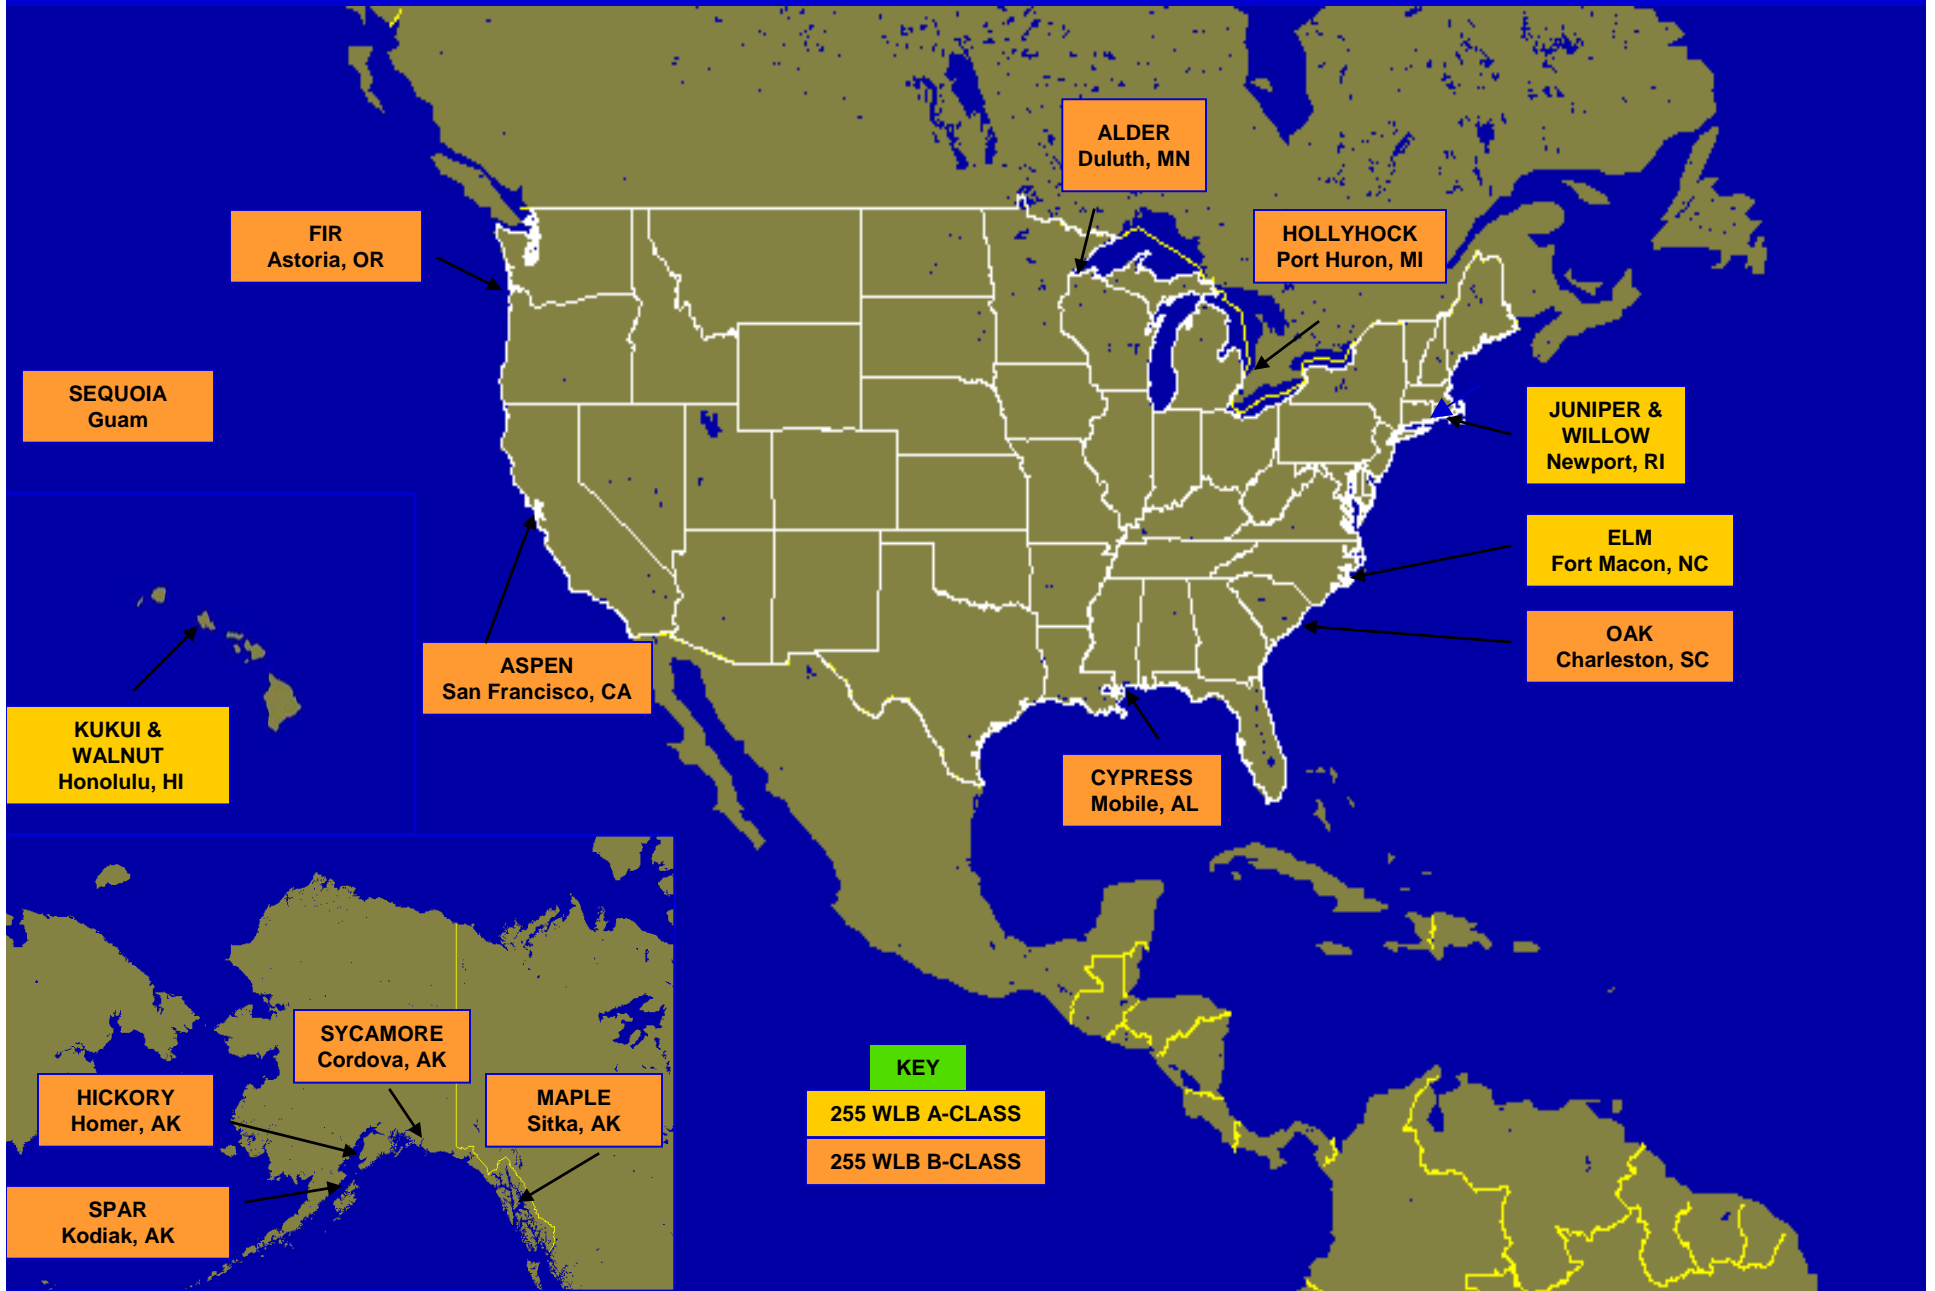 ALDER
Duluth, MN
FIR
Astoria, OR
HOLLYHOCK
Port Huron, MI
SEQUOIA
Guam
JUNIPER &
WILLOW
Newport, RI
ELM
Fort Macon, NC
OAK
Charleston, SC
ASPEN
San Francisco, CA
KUKUI &
WALNUT
Honolulu, HI
CYPRESS
Mobile, AL
SYCAMORE
Cordova, AK
HICKORY
Homer, AK
MAPLE
Sitka, AK
SPAR
Kodiak, AK
KEY
255 WLB A-CLASS
255 WLB B-CLASS